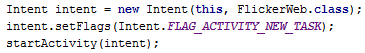 Intent intent = new Intent(this, FlickerWeb.class);
intent.setFlags(Intent.FLAG_ACTIVITY_NEW_TASK);
startActivity(intent);